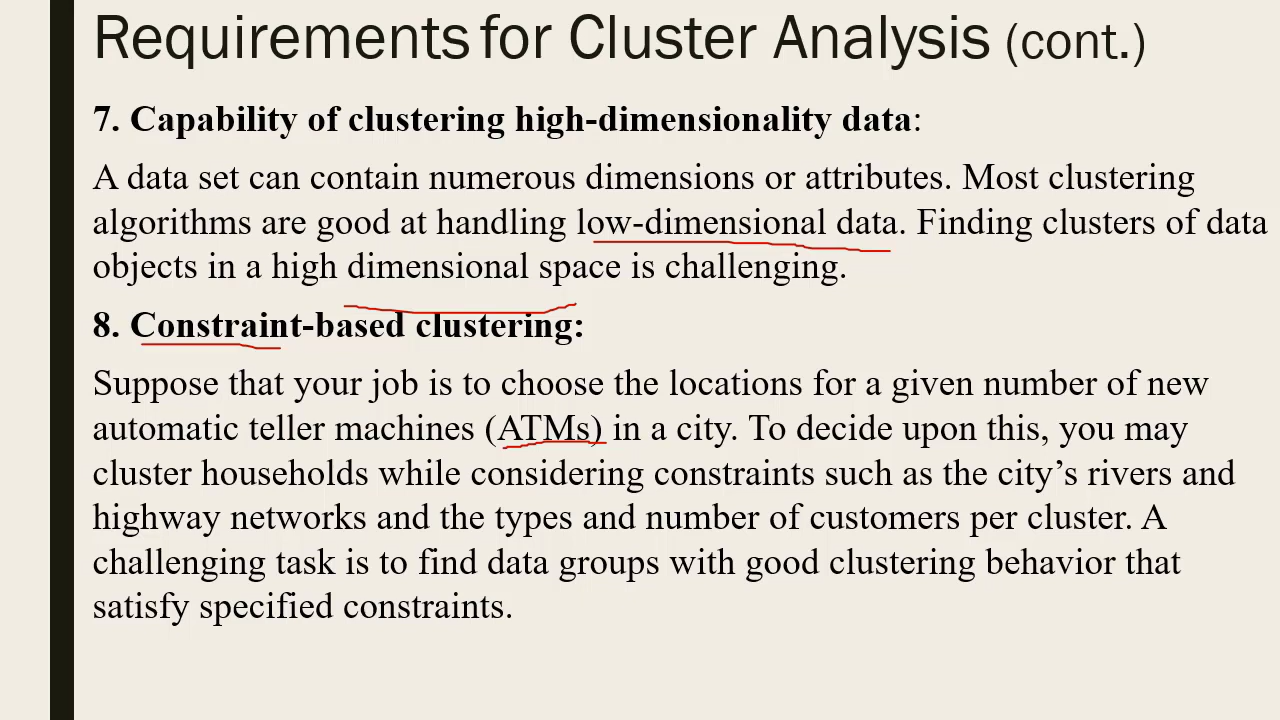 Requirements for Cluster Analysis (cont.)
7. Capability of clustering high-dimensionality data:
A data set can contain numerous dimensions or attributes. Most clustering
algorithms are good at handling low-dimensional data. Finding clusters of data
objects in a high dimensional space is challenging.
8. Constraint-based clustering:
Suppose that your job is to choose the locations for a given number of new
automatic teller machines (ATMs) in a city. To decide upon this, you may
cluster households while considering constraints such as the city’s rivers and
highway networks and the types and number of customers per cluster. A
challenging task is to find data groups with good clustering behavior that
satisfy specified constraints.